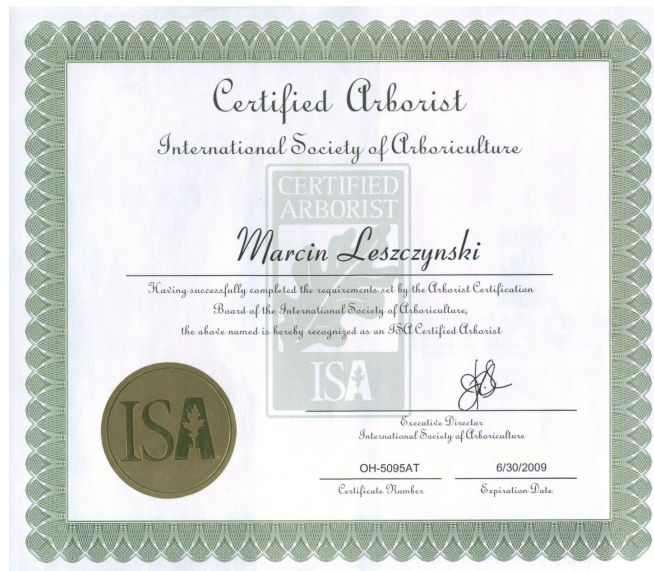 Certified Arborist
International Society of Arboriculture
CERTIFIED
ARBORIST
Marcin Leszczynski
Having successfully completed the requirements set by the Arborist Certification
Board of the International Society of Arboriculture,
the above named is hereby recognized as an ISA Certified Arborist
ISA
ISA
Executive Director
International Society of Arboriculture
OH-5095AT 6/30/2009
Certificate Number Expiration Date